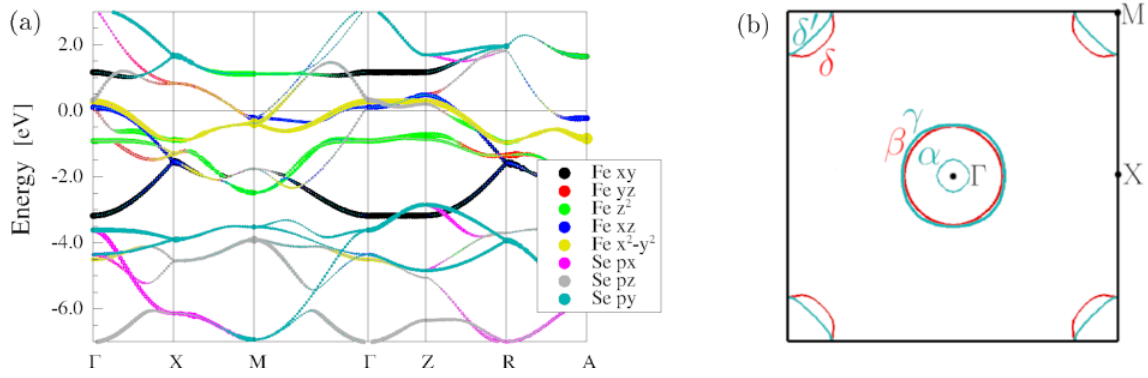 (a)
Energy [eV]
2.0
0.0
-2.0
-4.0
-6.0
Γ X M Γ Z R A
Fe xy
Fe yz
Fe z²
Fe xz
Fe x²-y²
Se px
Se pz
Se py
(b)
M
δ′
δ
γ
β
α
Γ
X